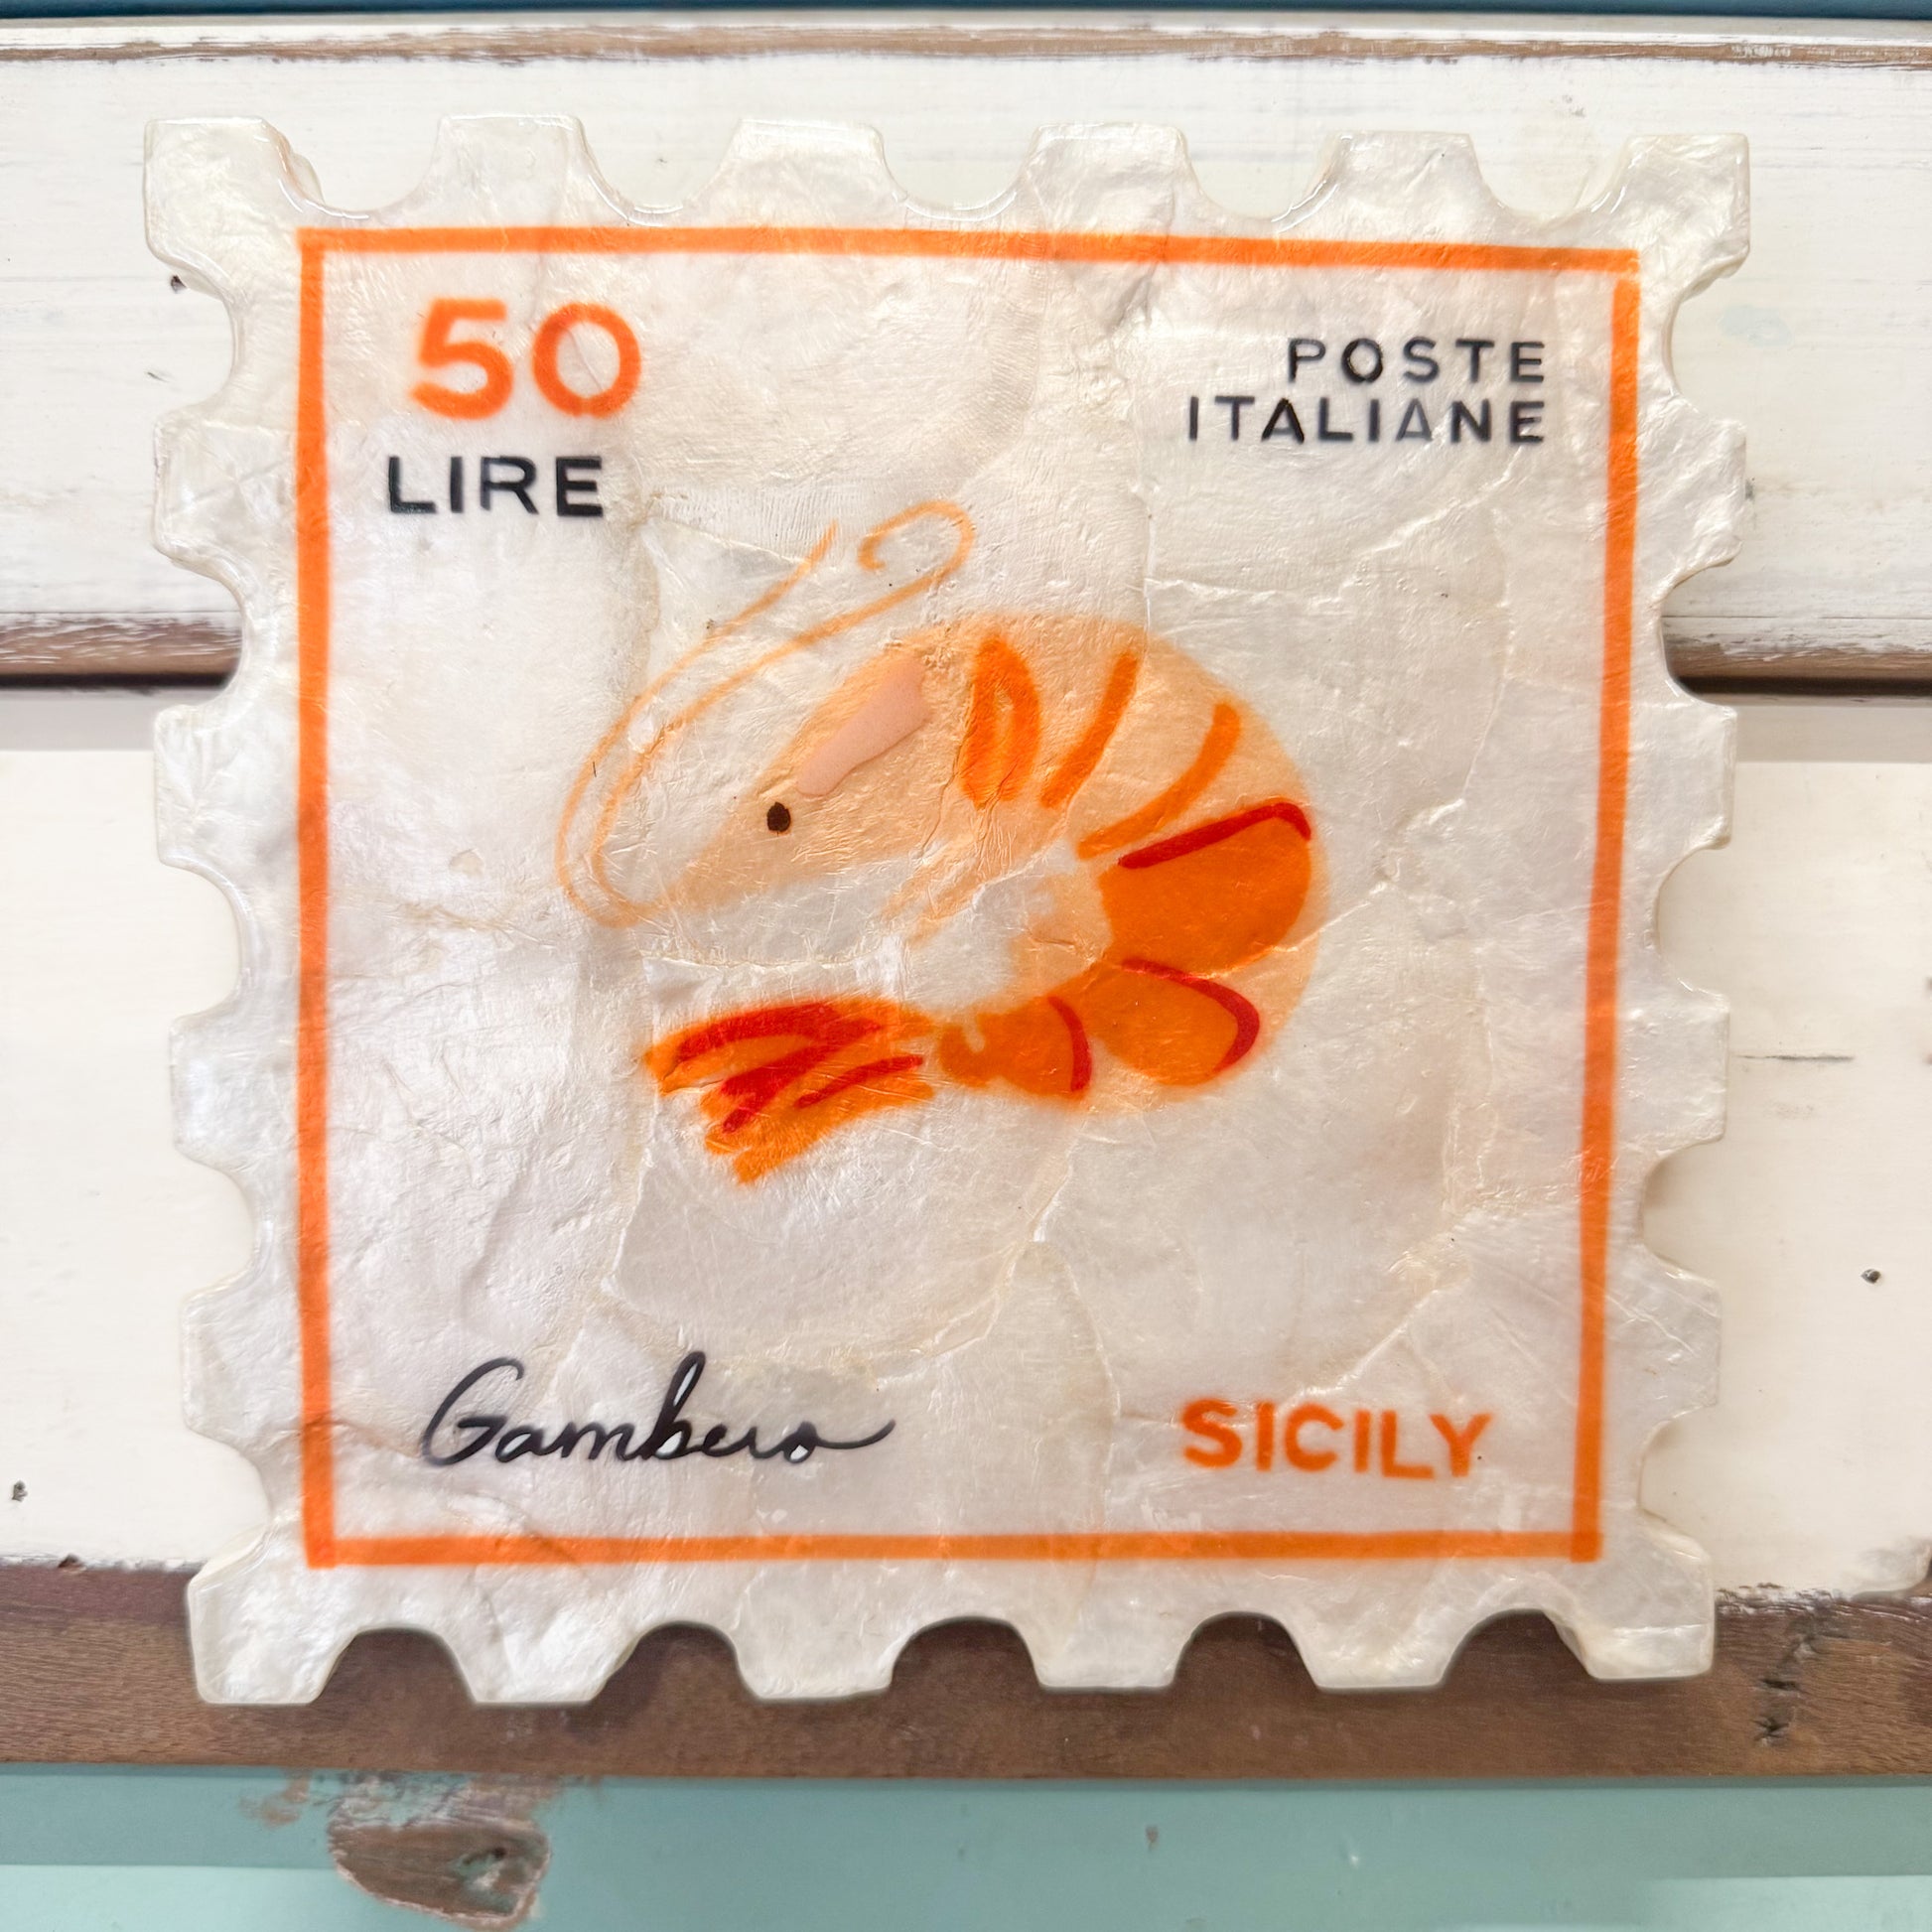 50
LIRE
POSTE
ITALIANE
Gambero
SICILY